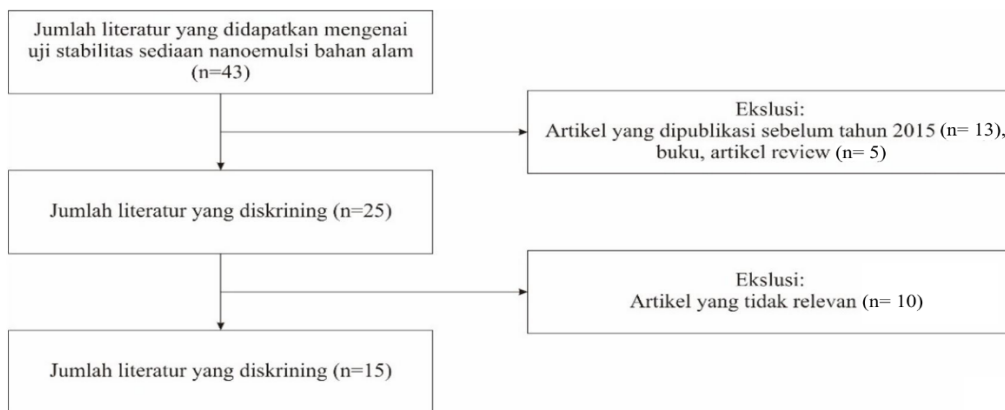 Jumlah literatur yang didapatkan mengenai
uji stabilitas sediaan nanoemulsi bahan alam
(n=43)
Ekslusi:
Artikel yang dipublikasi sebelum tahun 2015 (n= 13),
buku, artikel review (n= 5)
Jumlah literatur yang diskrining (n=25)
Ekslusi:
Artikel yang tidak relevan (n= 10)
Jumlah literatur yang diskrining (n=15)